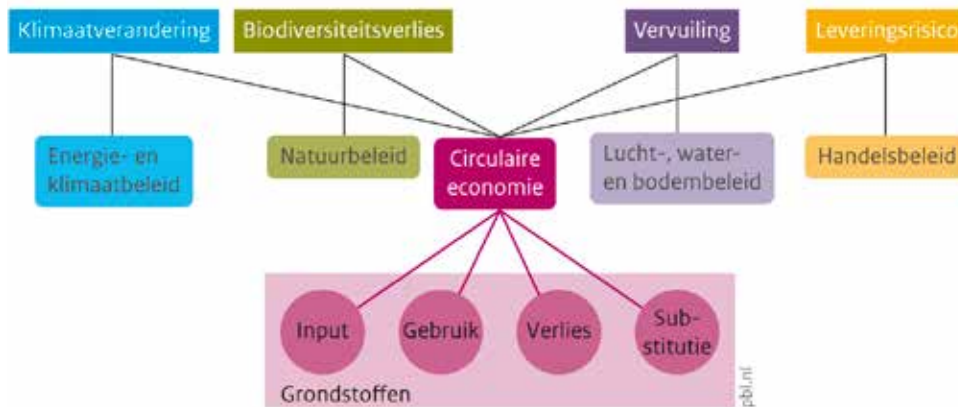 Klimaatverandering
Biodiversiteitsverlies
Vervuiling
Leveringsrisico
Energie- en
klimaatbeleid
Natuurbeleid
Circulaire
economie
Lucht-, water-
en bodembeleid
Handelsbeleid
Input
Gebruik
Verlies
Sub-
stitutie
Grondstoffen
pbl.nl